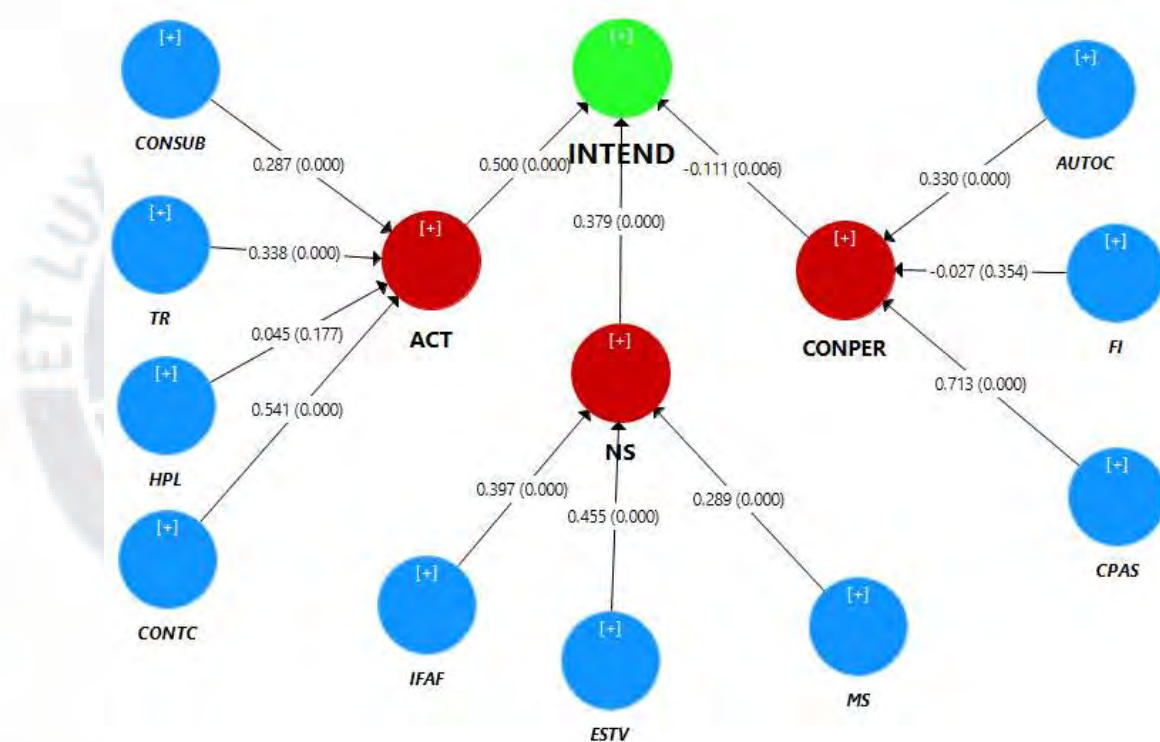 [+]
[+]
[+]
CONSUB
INTEND
AUTOC
0.287 (0.000)
0.500 (0.000)
-0.111 (0.006)
0.330 (0.000)
[+]
0.338 (0.000)
TR
[+]
ACT
0.379 (0.000)
[+]
CONPER
[+]
-0.027 (0.354)
FI
0.045 (0.177)
[+]
HPL
0.541 (0.000)
[+]
NS
0.713 (0.000)
[+]
CONTC
0.397 (0.000)
0.455 (0.000)
0.289 (0.000)
[+]
CPAS
[+]
IFAF
[+]
ESTV
[+]
MS
ET LUX